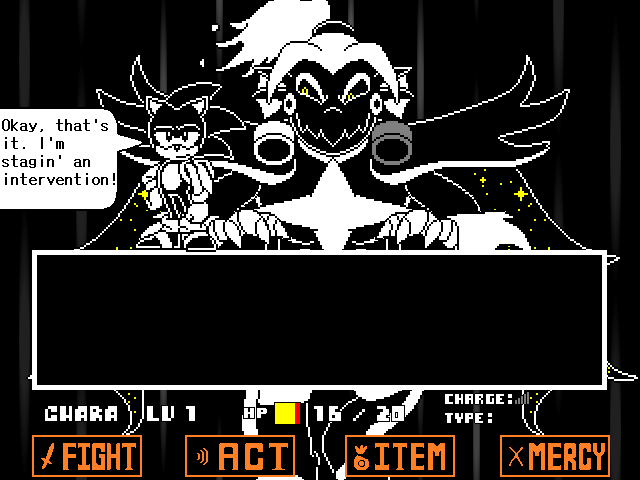 Okay, that's
it. I'm
stagin' an
intervention!
CHARA LV 1 HP 16 / 20 CHARGE:
TYPE:
FIGHT ACT ITEM MERCY